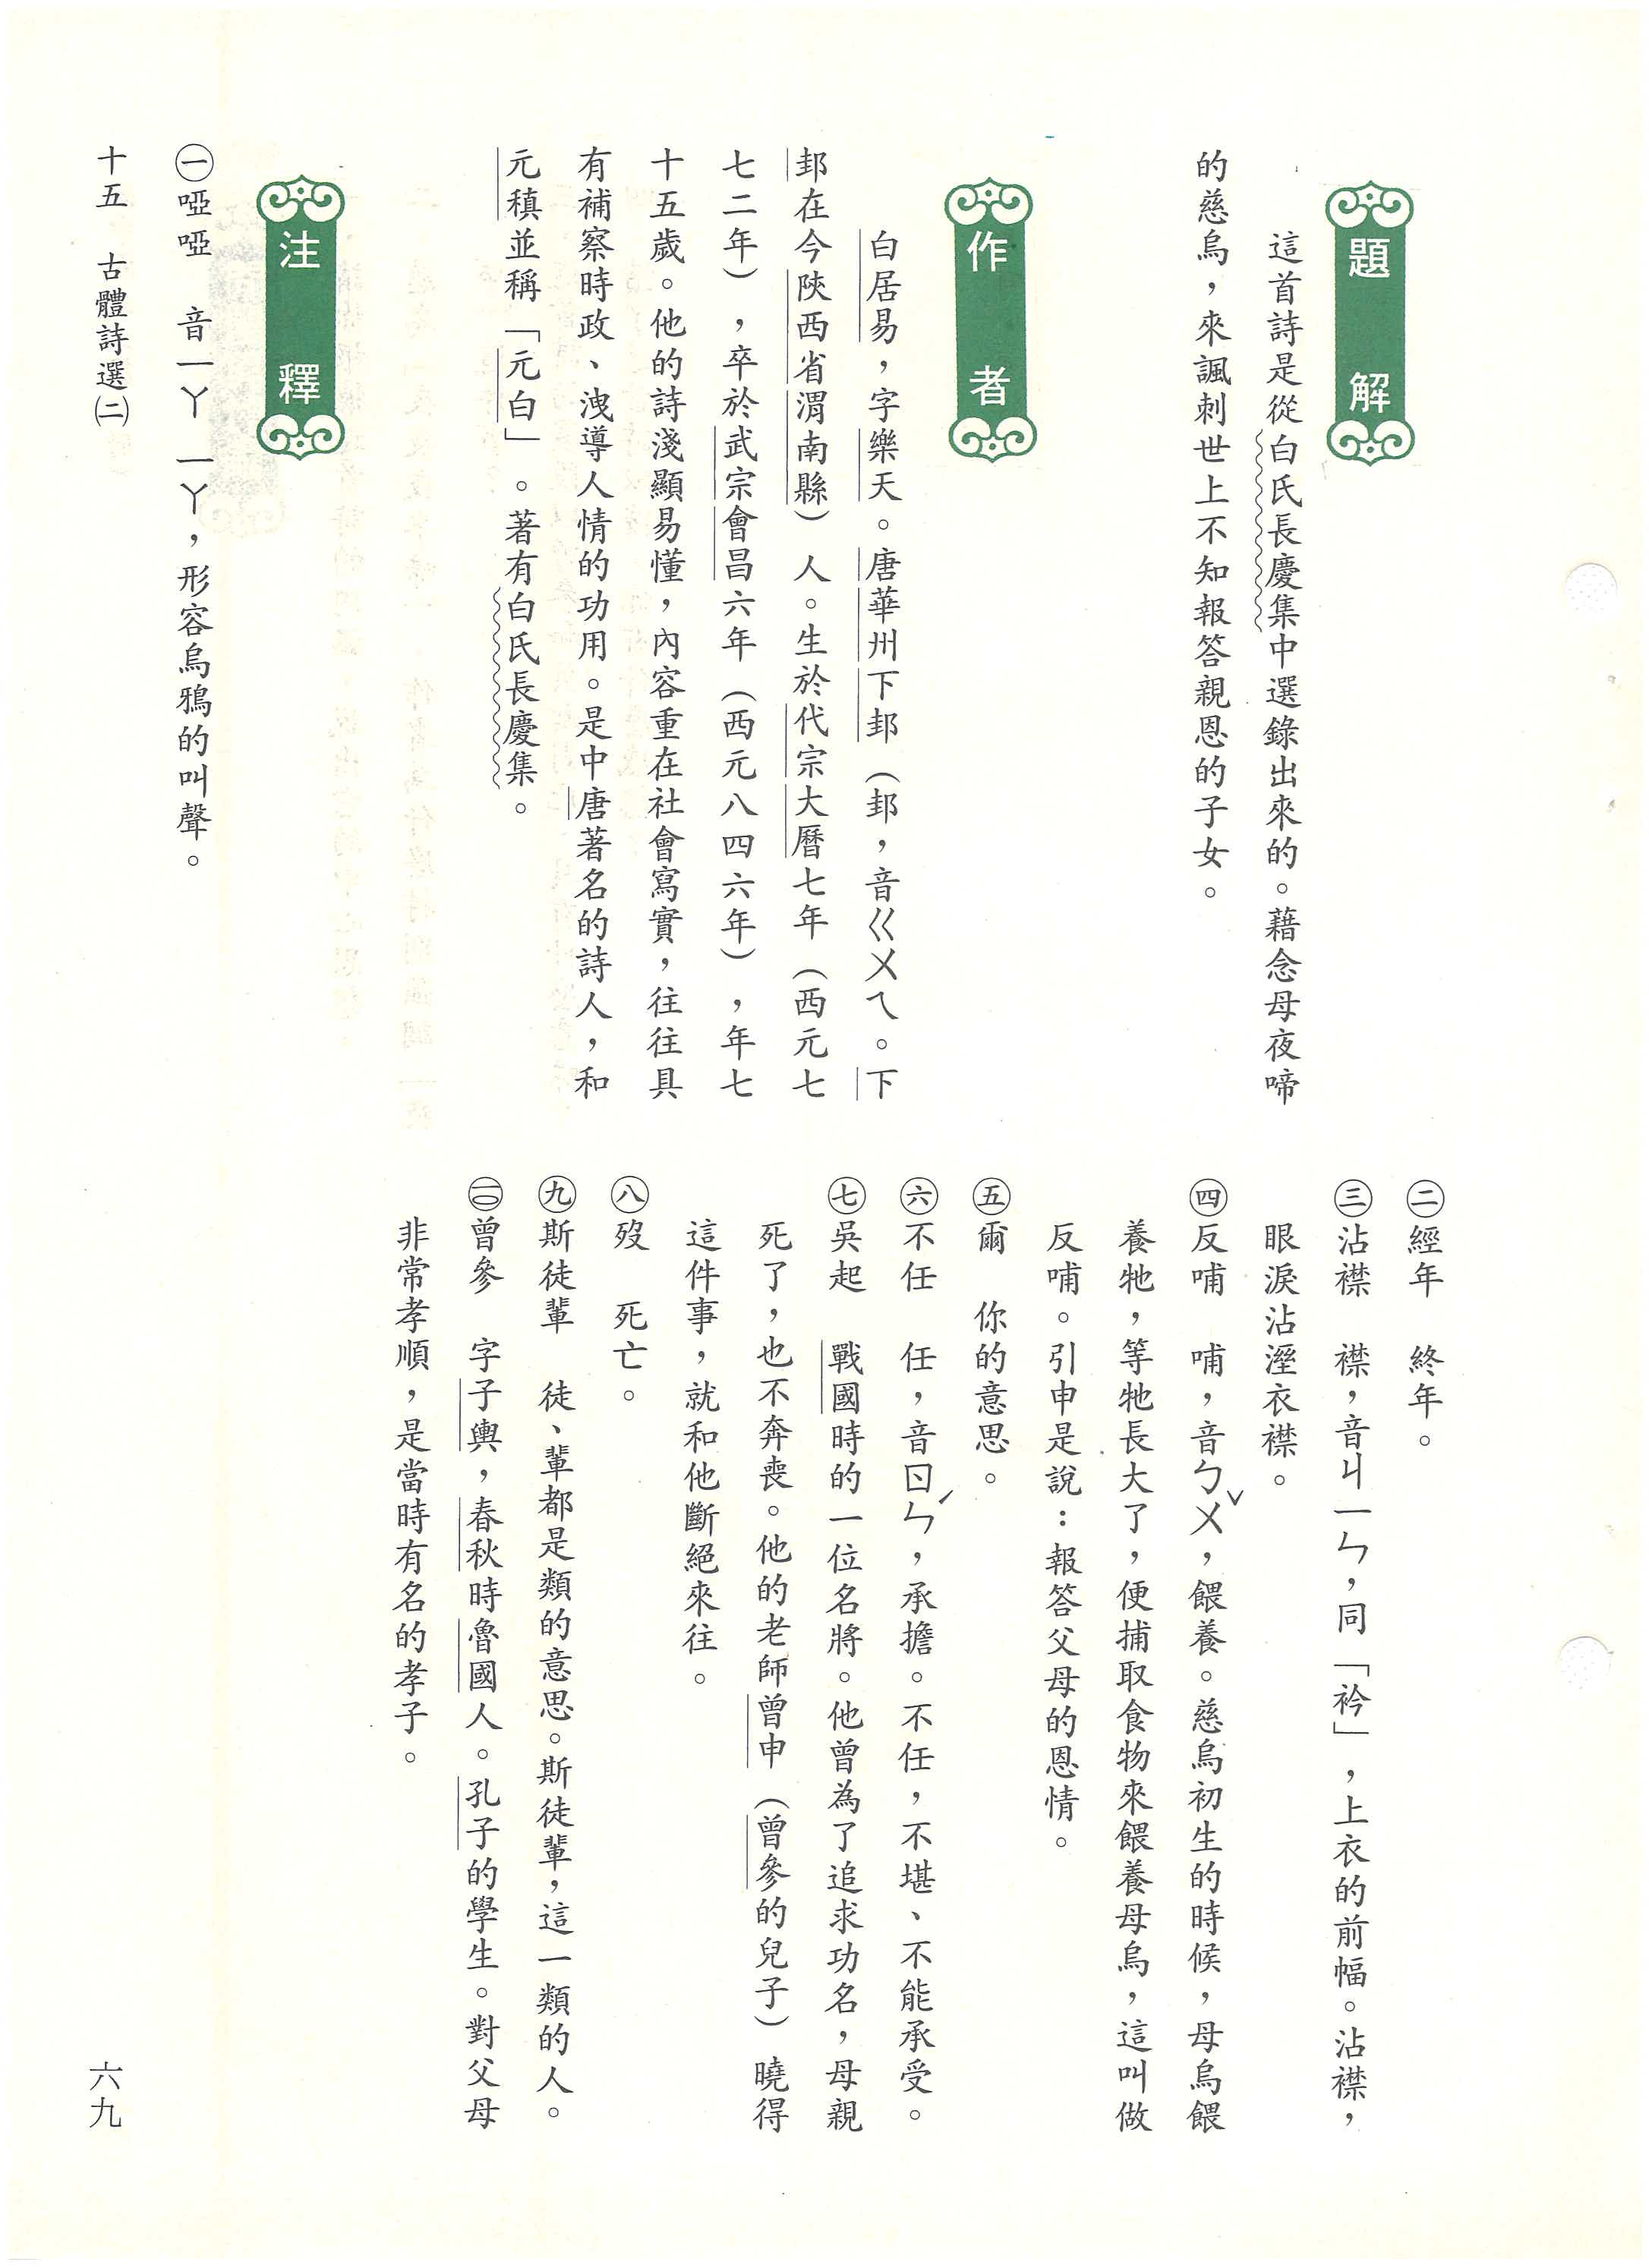 題解
這首詩是從白氏長慶集中選錄出來的。藉念母夜啼
的慈烏，來諷刺世上不知報答親恩的子女。
作者
白居易，字樂天。唐華州下邽（邽，音ㄍㄨㄟ。下
邽在今陝西省渭南縣）人。生於代宗大曆七年（西元七
七二年），卒於武宗會昌六年（西元八四六年），年七
十五歲。他的詩淺顯易懂，內容重在社會寫實，往往具
有補察時政、洩導人情的功用。是中唐著名的詩人，和
元稹並稱「元白」。著有白氏長慶集。
注釋
㊀啞啞　音ㄧㄚ ㄧㄚ，形容烏鴉的叫聲。
㊁經年　終年。
㊂沾襟　襟，音ㄐㄧㄣ，同「衿」，上衣的前幅。沾襟，
眼淚沾溼衣襟。
㊃反哺　哺，音ㄅㄨˇ，餵養。慈烏初生的時候，母烏餵
養牠，等牠長大了，便捕取食物來餵養母烏，這叫做
反哺。引申是說：報答父母的恩情。
㊄爾　你的意思。
㊅不任　任，音ㄖㄣˊ，承擔。不任，不堪、不能承受。
㊆吳起　戰國時的一位名將。他曾為了追求功名，母親
死了，也不奔喪。他的老師曾申（曾參的兒子）曉得
這件事，就和他斷絕來往。
㊇歿　死亡。
㊈斯徒輩　徒、輩都是類的意思。斯徒輩，這一類的人。
㊀〇曾參　字子輿，春秋時魯國人。孔子的學生。對父母
非常孝順，是當時有名的孝子。
十五　古體詩選㈡
六九